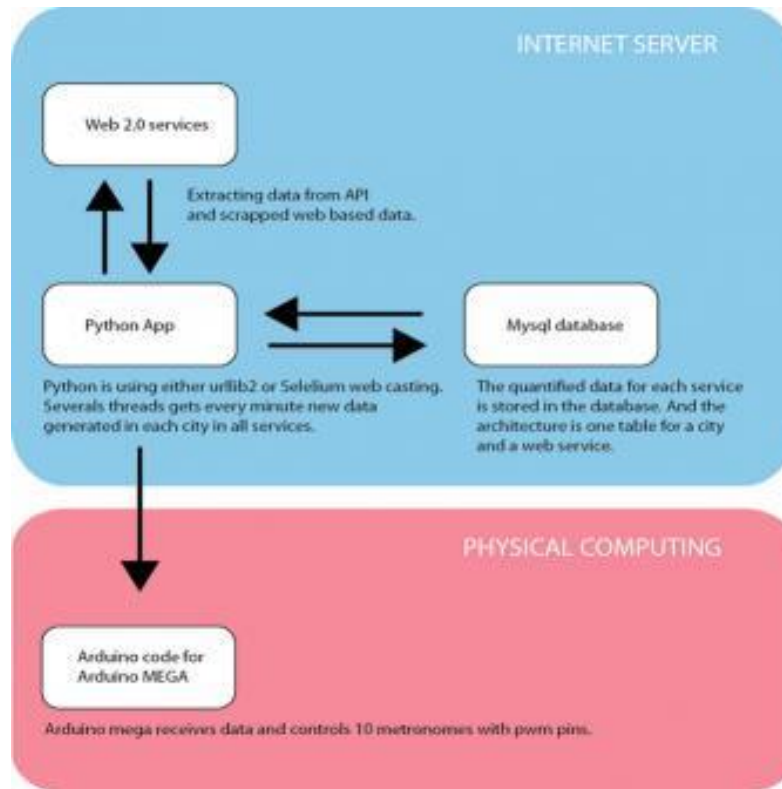 INTERNET SERVER
Web 2.0 services
Extracting data from API
and scrapped web based data.
Python App
Mysql database
Python is using either urllib2 or Selelium web casting.
Severals threads gets every minute new data
generated in each city in all services.
The quantified data for each service
is stored in the database. And the
architecture is one table for a city
and a web service.
PHYSICAL COMPUTING
Arduino code for
Arduino MEGA
Arduino mega receives data and controls 10 metronomes with pwm pins.